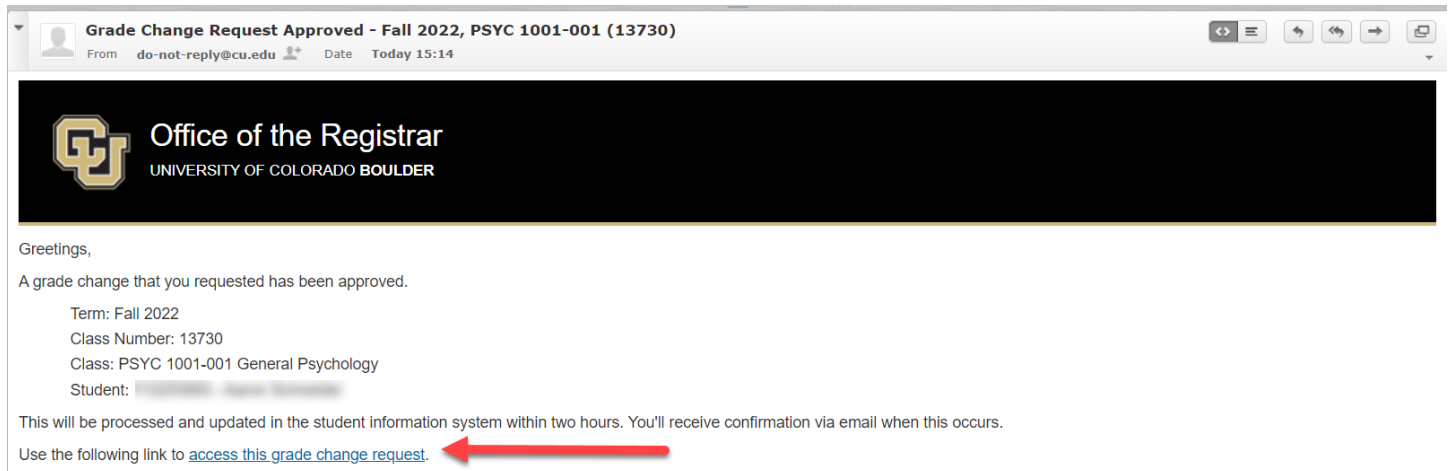 Grade Change Request Approved - Fall 2022, PSYC 1001-001 (13730)
From do-not-reply@cu.edu Date Today 15:14
CU
Office of the Registrar
UNIVERSITY OF COLORADO BOULDER
Greetings,
A grade change that you requested has been approved.
Term: Fall 2022
Class Number: 13730
Class: PSYC 1001-001 General Psychology
Student:
This will be processed and updated in the student information system within two hours. You'll receive confirmation via email when this occurs.
Use the following link to access this grade change request.